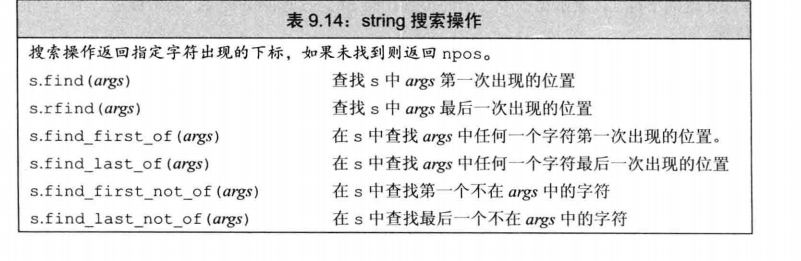 表 9.14：string 搜索操作
搜索操作返回指定字符出现的下标，如果未找到则返回 npos。
s.find(args) 查找 s 中 args 第一次出现的位置
s.rfind(args) 查找 s 中 args 最后一次出现的位置
s.find_first_of(args) 在 s 中查找 args 中任何一个字符第一次出现的位置。
s.find_last_of(args) 在 s 中查找 args 中任何一个字符最后一次出现的位置
s.find_first_not_of(args) 在 s 中查找第一个不在 args 中的字符
s.find_last_not_of(args) 在 s 中查找最后一个不在 args 中的字符